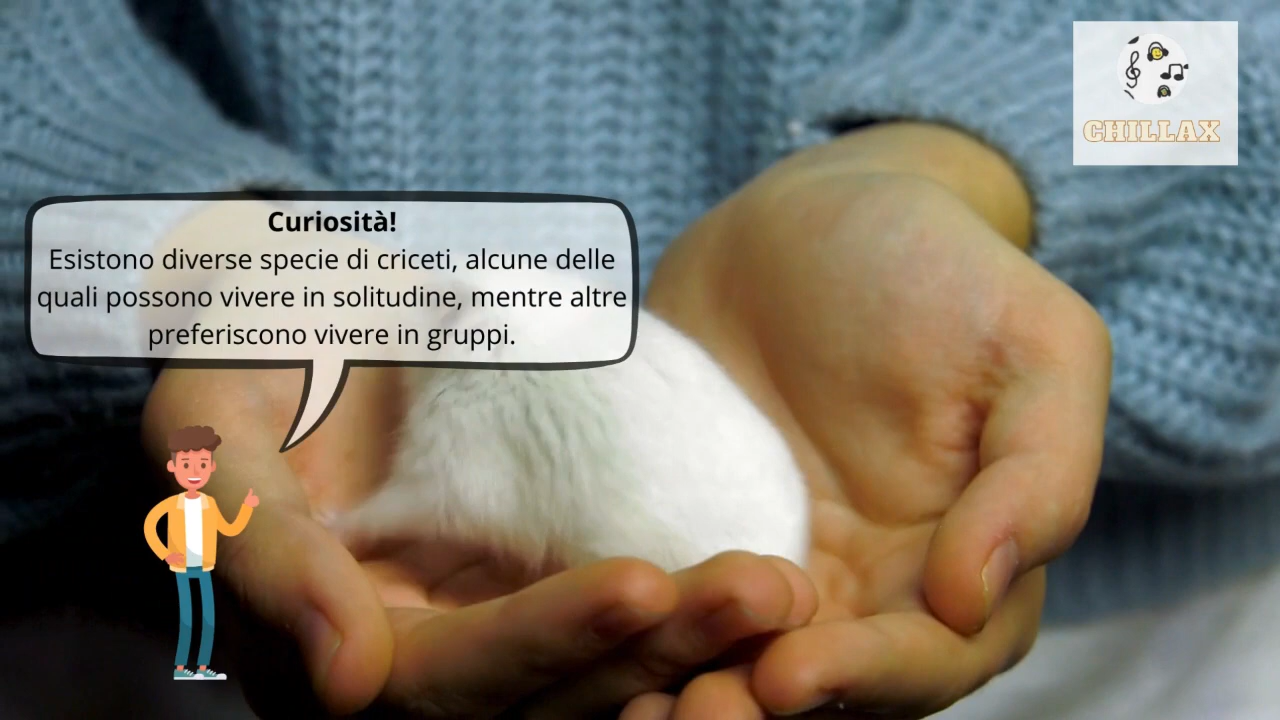 CHILLAX
Curiosità!
Esistono diverse specie di criceti, alcune delle
quali possono vivere in solitudine, mentre altre
preferiscono vivere in gruppi.